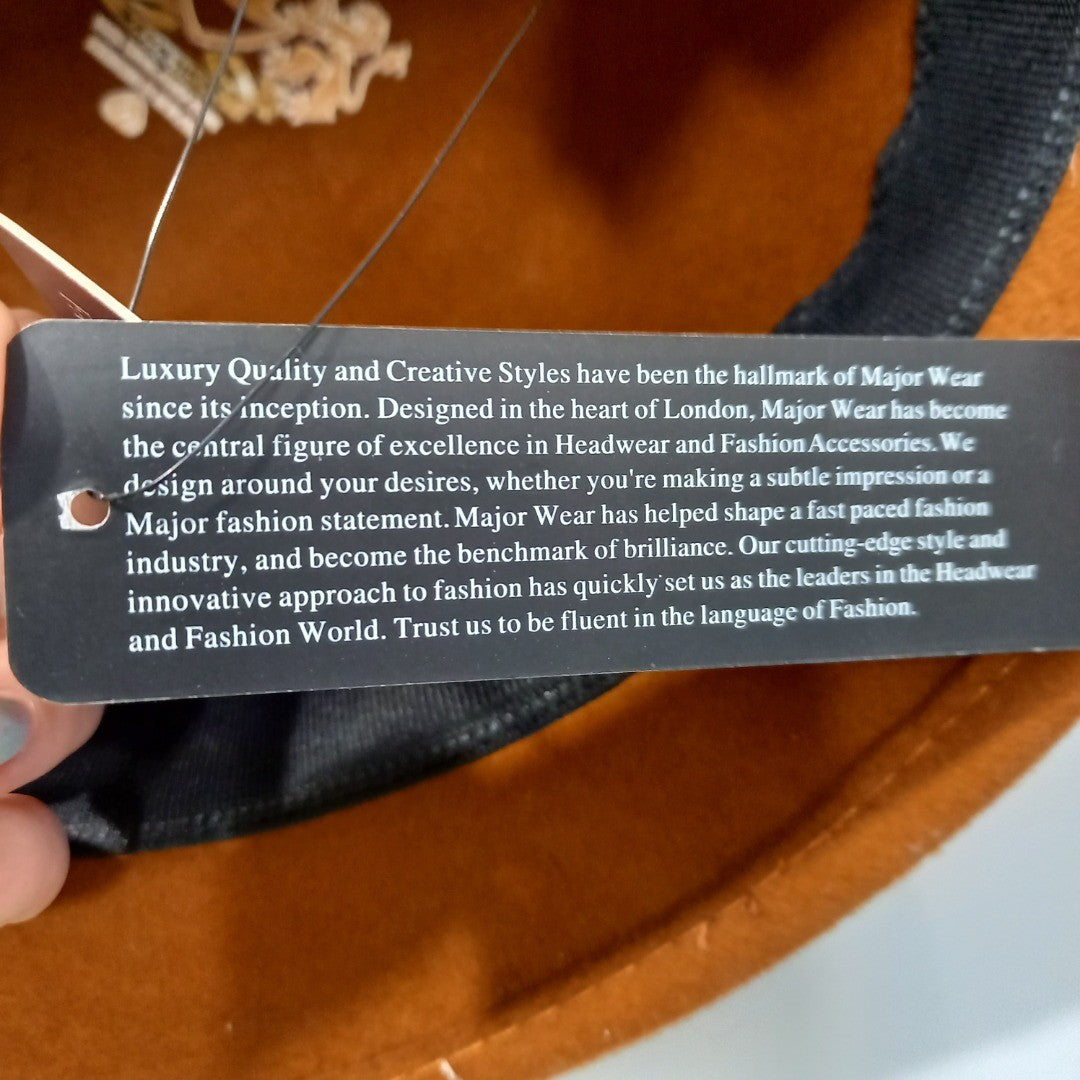 Luxury Quality and Creative Styles have been the hallmark of Major Wear
since its inception. Designed in the heart of London, Major Wear has become
the central figure of excellence in Headwear and Fashion Accessories. We
design around your desires, whether you're making a subtle impression or a
Major fashion statement. Major Wear has helped shape a fast paced fashion
industry, and become the benchmark of brilliance. Our cutting-edge style and
innovative approach to fashion has quickly set us as the leaders in the Headwear
and Fashion World. Trust us to be fluent in the language of Fashion.